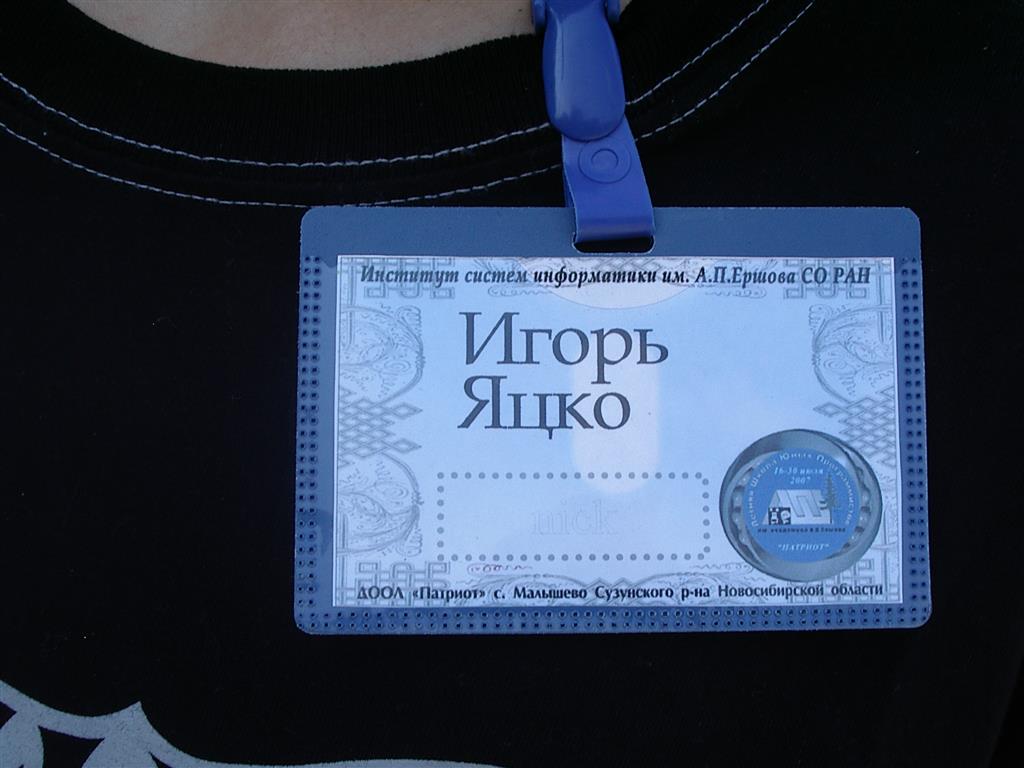 Институт систем информатики им. А.П.Ершова СО РАН
Игорь
Яцко
nick
Летняя Школа Юных Программистов
16-30 июля
2007
"ПАТРИОТ"
ДООЛ «Патриот» с. Малышево Сузунского р-на Новосибирской области